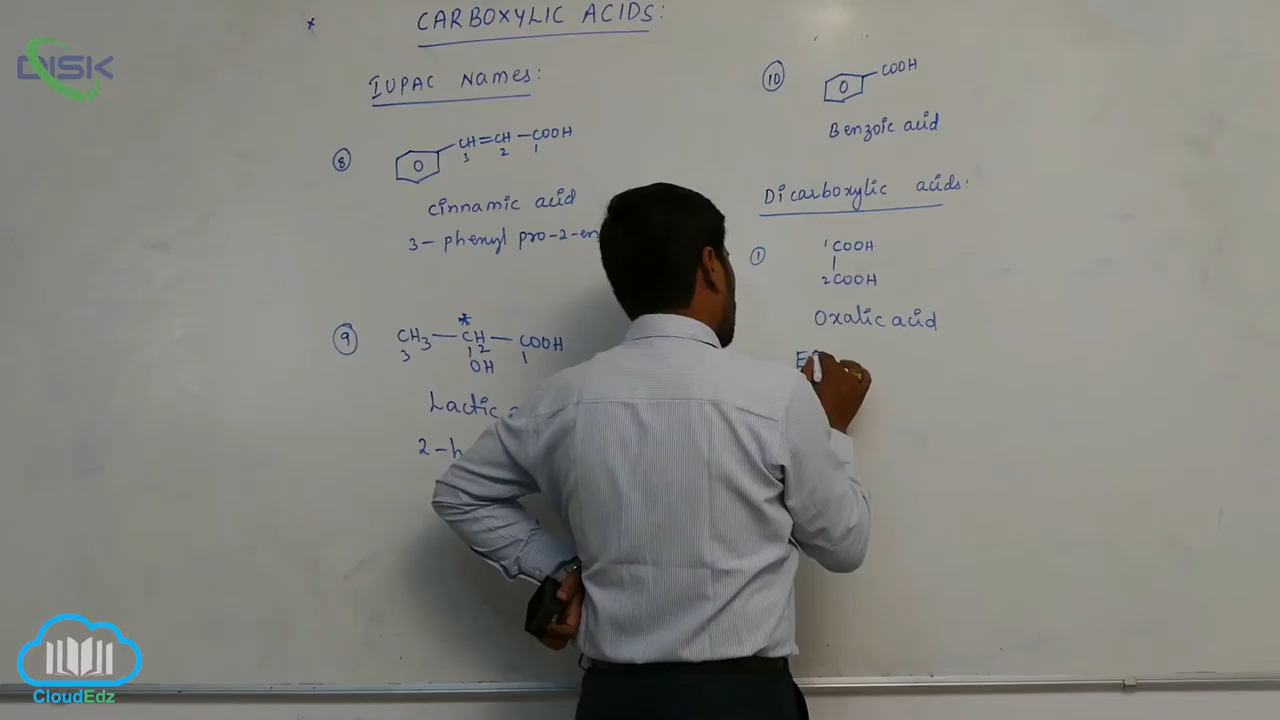 DISK
* CARBOXYLIC ACIDS:
IUPAC Names:
8 CH=CH-COOH
3 2 1
cinnamic acid
3- phenyl pro-2-en
* 
9 CH3-CH-COOH
3 2 1
OH
Lactic
2-h
10 COOH
Benzoic acid
Dicarboxylic acids:
1 1COOH
2COOH
Oxalic acid
E
CloudEdz